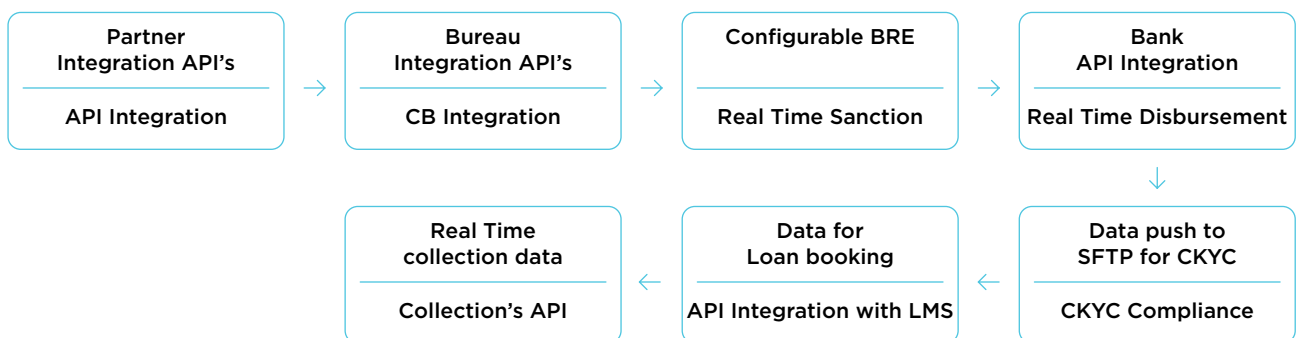 Partner
Integration API's
API Integration
Bureau
Integration API's
CB Integration
Configurable BRE
Real Time Sanction
Bank
API Integration
Real Time Disbursement
Data push to
SFTP for CKYC
CKYC Compliance
Data for
Loan booking
API Integration with LMS
Real Time
collection data
Collection's API